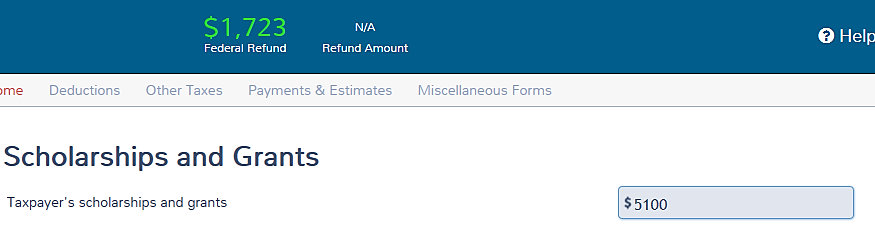 $1,723
Federal Refund
N/A
Refund Amount
Help
ome Deductions Other Taxes Payments & Estimates Miscellaneous Forms
Scholarships and Grants
Taxpayer's scholarships and grants $5100